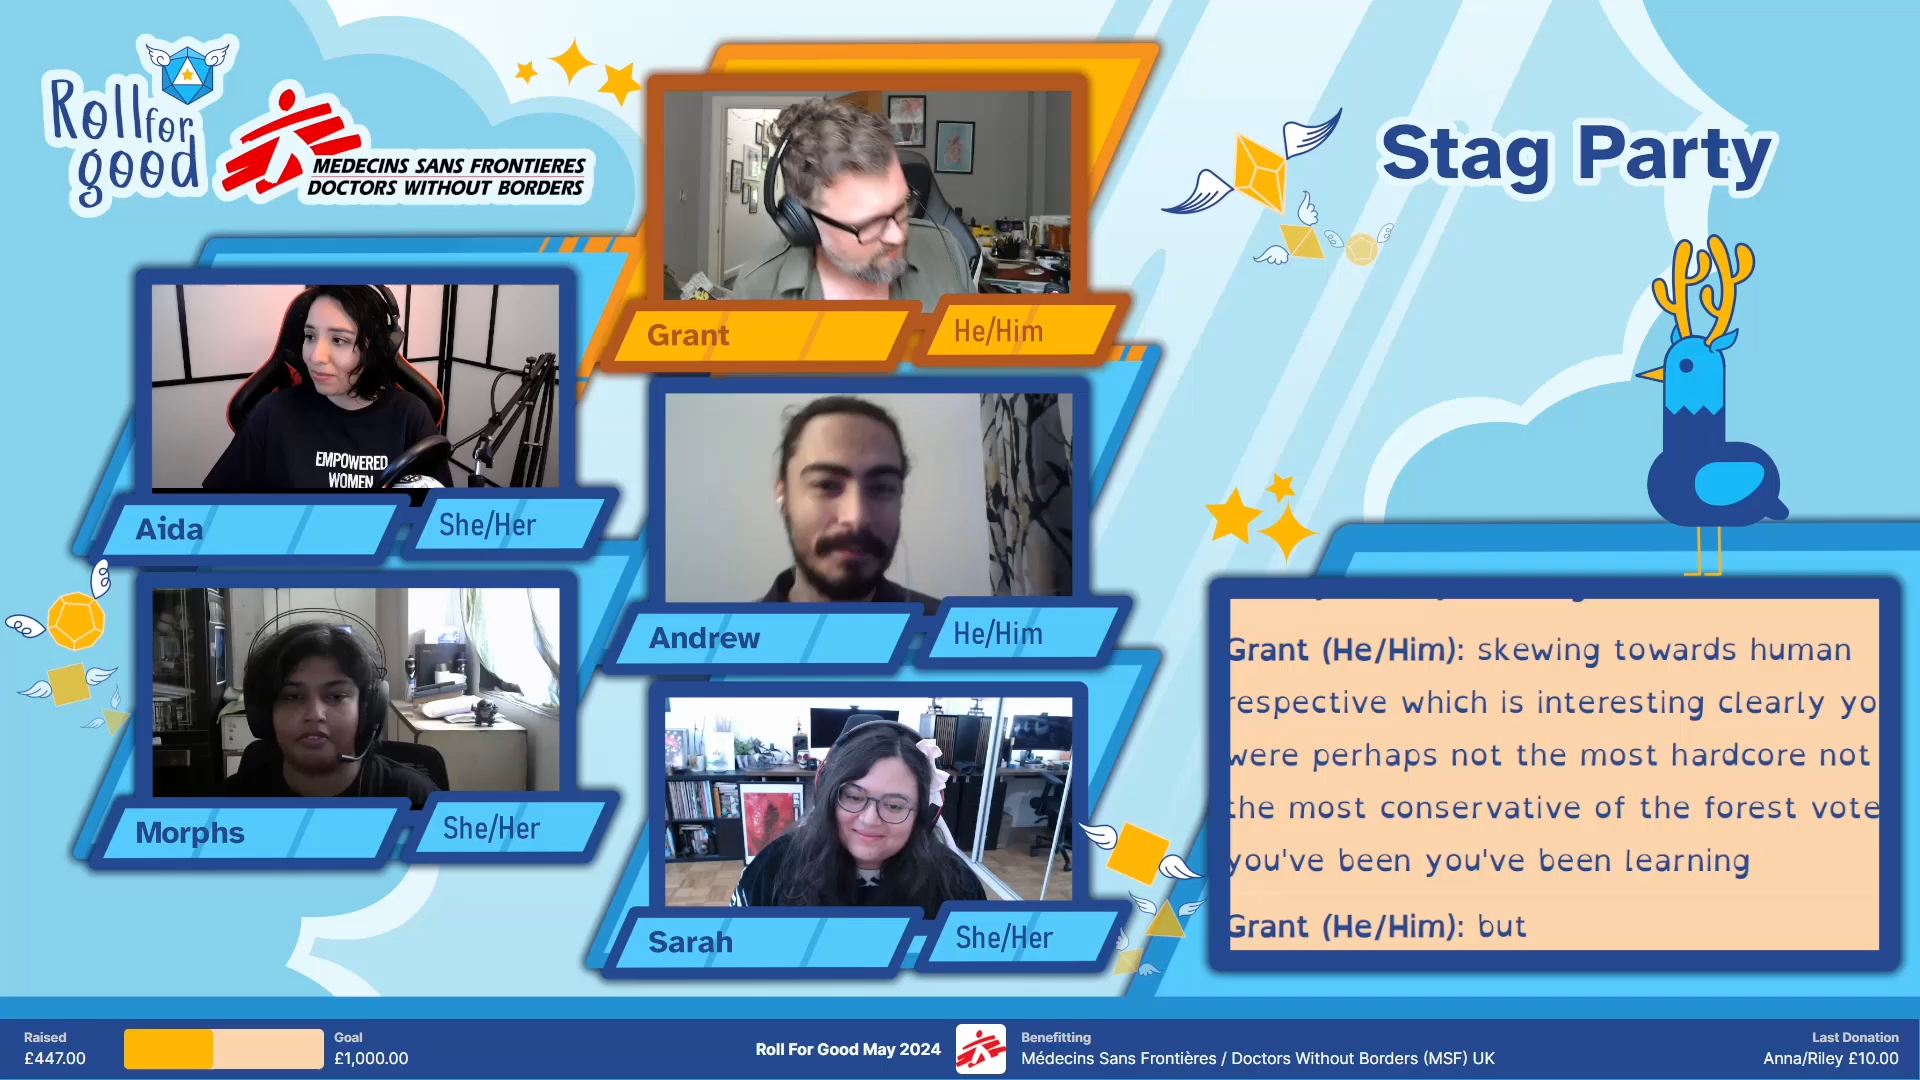 Roll for
good
MEDECINS SANS FRONTIERES
DOCTORS WITHOUT BORDERS
Stag Party
Grant
He/Him
EMPOWERED
WOMEN
Aida
She/Her
Andrew
He/Him
Morphs
She/Her
Sarah
She/Her
Grant (He/Him): skewing towards human
respective which is interesting clearly yo
were perhaps not the most hardcore not
the most conservative of the forest vote
you've been you've been learning
Grant (He/Him): but
Raised
£447.00
Goal
£1,000.00
Roll For Good May 2024
Benefitting
Médecins Sans Frontières / Doctors Without Borders (MSF) UK
Last Donation
Anna/Riley £10.00